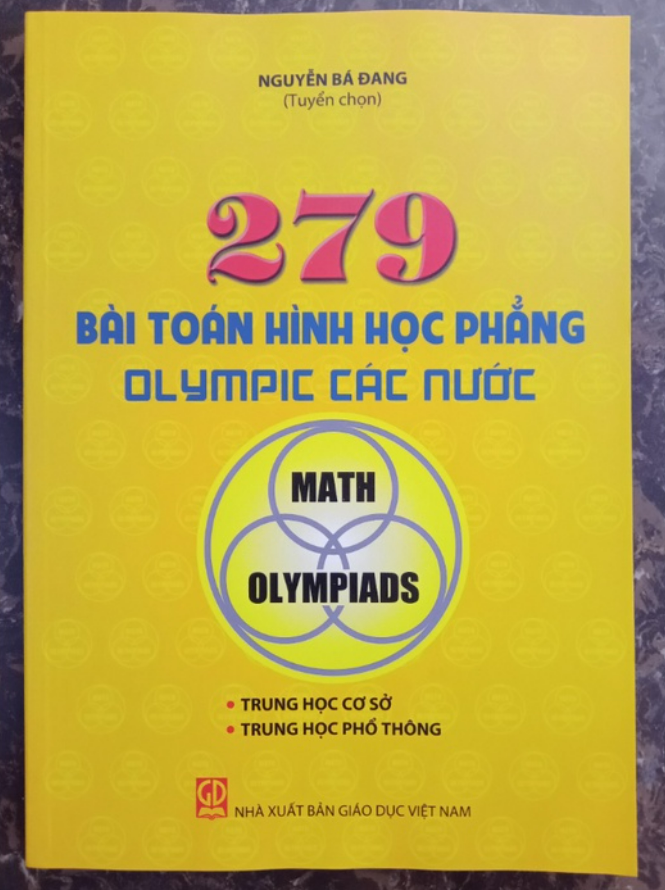 NGUYỄN BÁ ĐANG
(Tuyển chọn)
279
BÀI TOÁN HÌNH HỌC PHẲNG
OLYMPIC CÁC NƯỚC
MATH
OLYMPIADS
• TRUNG HỌC CƠ SỞ
• TRUNG HỌC PHỔ THÔNG
GD
NHÀ XUẤT BẢN GIÁO DỤC VIỆT NAM